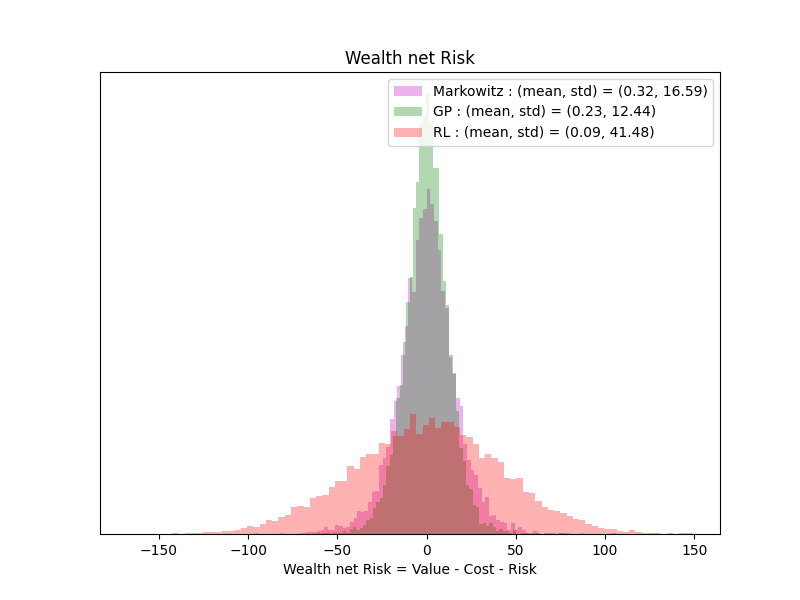 Wealth net Risk
Markowitz : (mean, std) = (0.32, 16.59)
GP : (mean, std) = (0.23, 12.44)
RL : (mean, std) = (0.09, 41.48)
−150 −100 −50 0 50 100 150
Wealth net Risk = Value - Cost - Risk